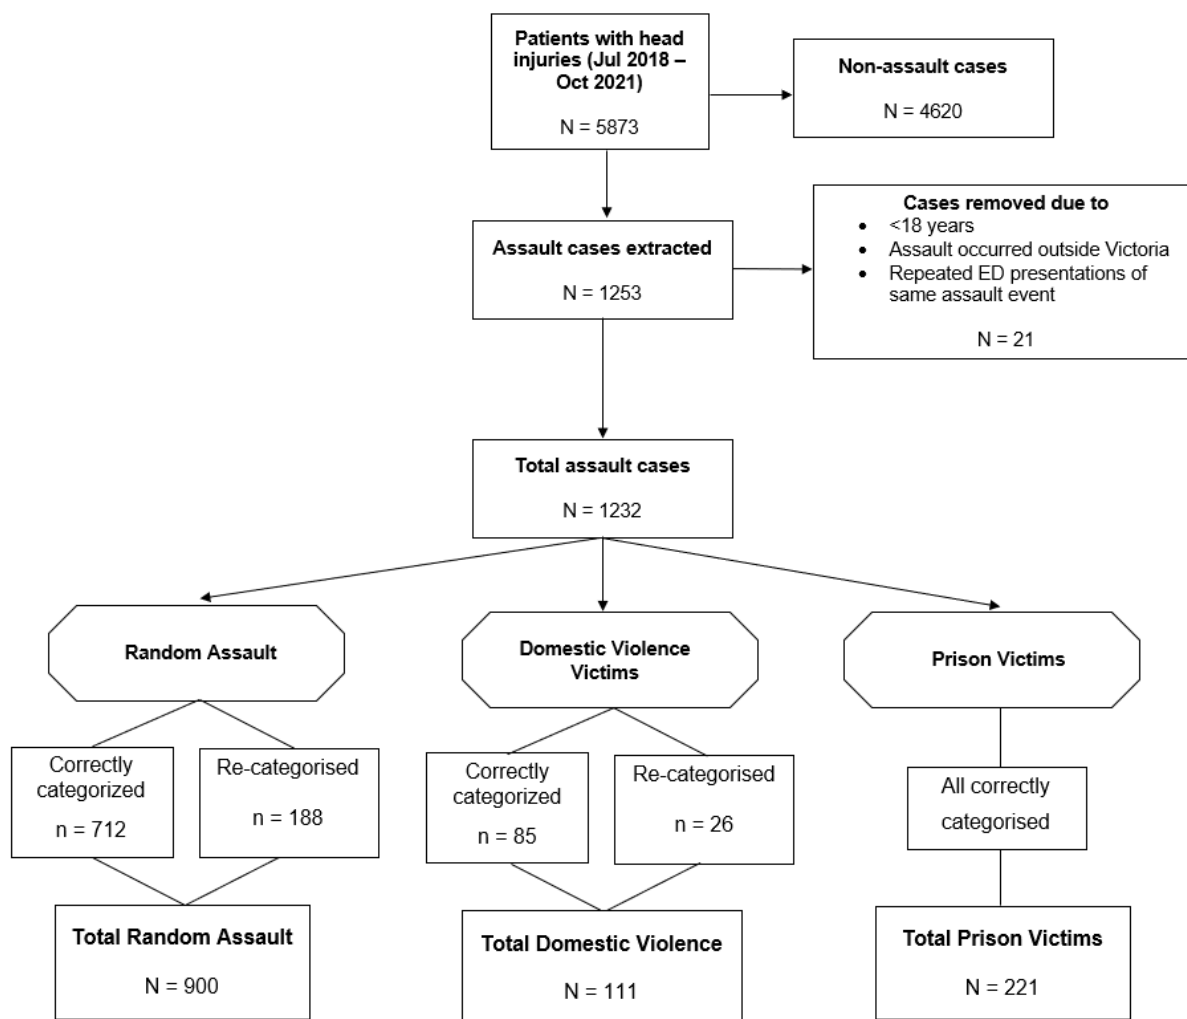 Patients with head
injuries (Jul 2018 –
Oct 2021)
N = 5873
Non-assault cases
N = 4620
Cases removed due to
• <18 years
• Assault occurred outside Victoria
• Repeated ED presentations of
same assault event
N = 21
Assault cases extracted
N = 1253
Total assault cases
N = 1232
Random Assault
Domestic Violence
Victims
Prison Victims
Correctly
categorized
n = 712
Re-categorised
n = 188
Correctly
categorized
n = 85
Re-categorised
n = 26
All correctly
categorised
Total Random Assault
N = 900
Total Domestic Violence
N = 111
Total Prison Victims
N = 221